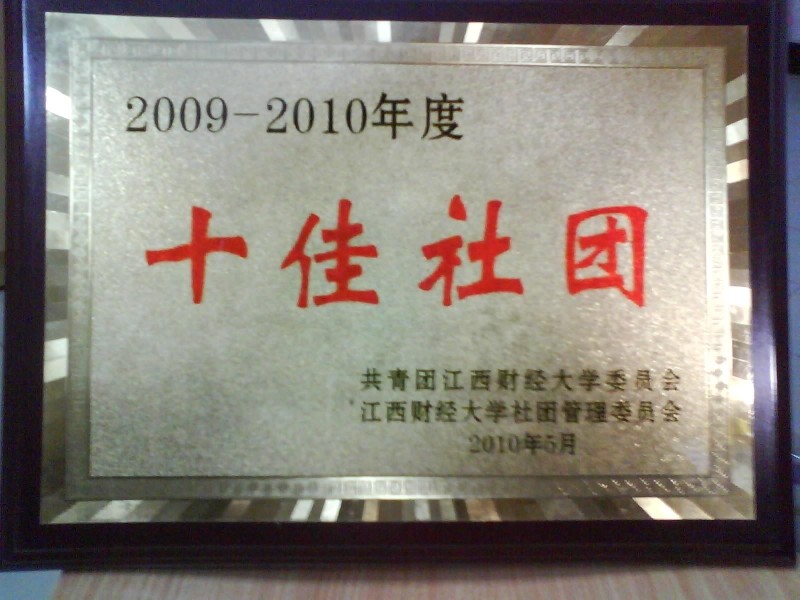 2009-2010年度
十佳社团
共青团江西财经大学委员会
江西财经大学社团管理委员会
2010年5月